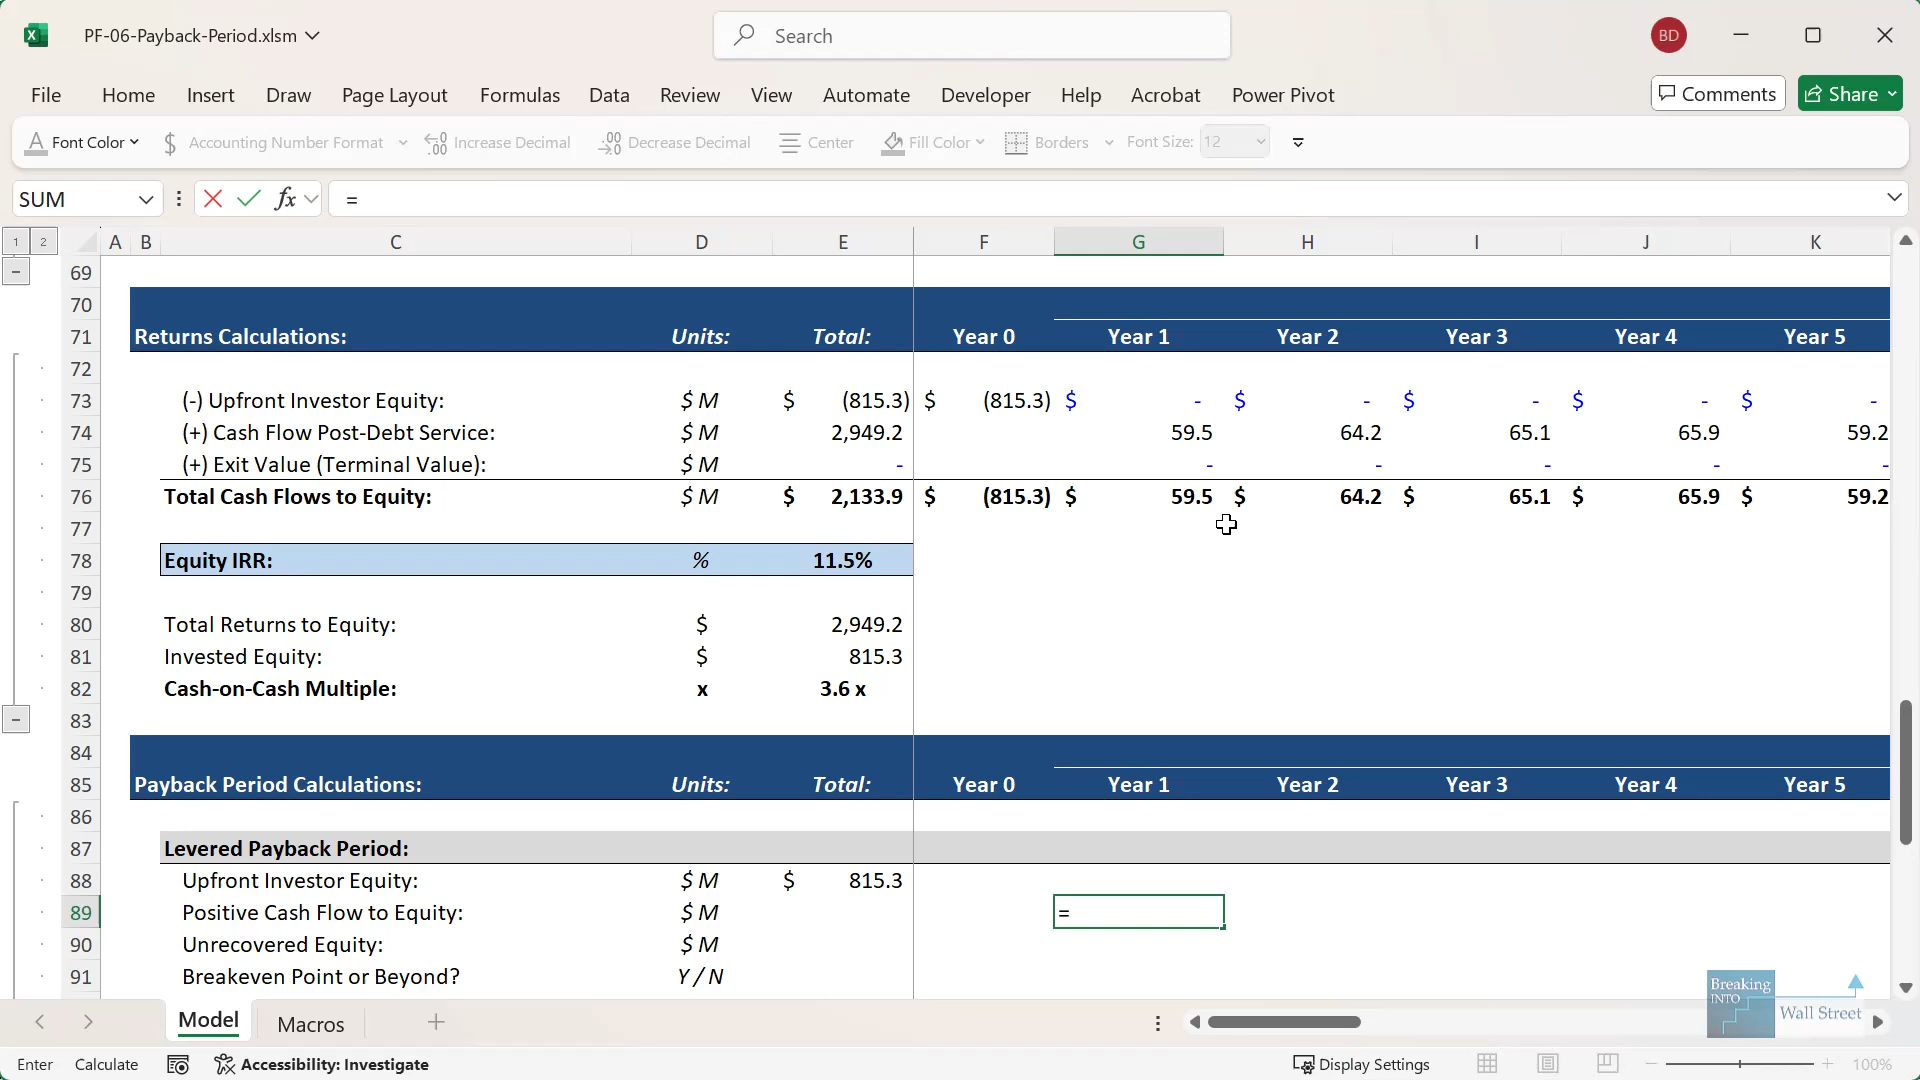 PF-06-Payback-Period.xlsm
Search
BD
File Home Insert Draw Page Layout Formulas Data Review View Automate Developer Help Acrobat Power Pivot
Comments Share
Font Color $ Accounting Number Format Increase Decimal Decrease Decimal Center Fill Color Borders Font Size: 12
SUM fx =
1 2 A B C D E F G H I J K
69
70
71 Returns Calculations: Units: Total: Year 0 Year 1 Year 2 Year 3 Year 4 Year 5
72
73 (-) Upfront Investor Equity: $ M $ (815.3) $ (815.3) $ - $ - $ - $ - $ -
74 (+) Cash Flow Post-Debt Service: $ M 2,949.2 59.5 64.2 65.1 65.9 59.2
75 (+) Exit Value (Terminal Value): $ M - - - - - -
76 Total Cash Flows to Equity: $ M $ 2,133.9 $ (815.3) $ 59.5 $ 64.2 $ 65.1 $ 65.9 $ 59.2
77
78 Equity IRR: % 11.5%
79
80 Total Returns to Equity: $ 2,949.2
81 Invested Equity: $ 815.3
82 Cash-on-Cash Multiple: x 3.6 x
83
84
85 Payback Period Calculations: Units: Total: Year 0 Year 1 Year 2 Year 3 Year 4 Year 5
86
87 Levered Payback Period:
88 Upfront Investor Equity: $ M $ 815.3
89 Positive Cash Flow to Equity: $ M =
90 Unrecovered Equity: $ M
91 Breakeven Point or Beyond? Y / N
Breaking
INTO
Wall Street
Model Macros
Enter Calculate Accessibility: Investigate Display Settings 100%